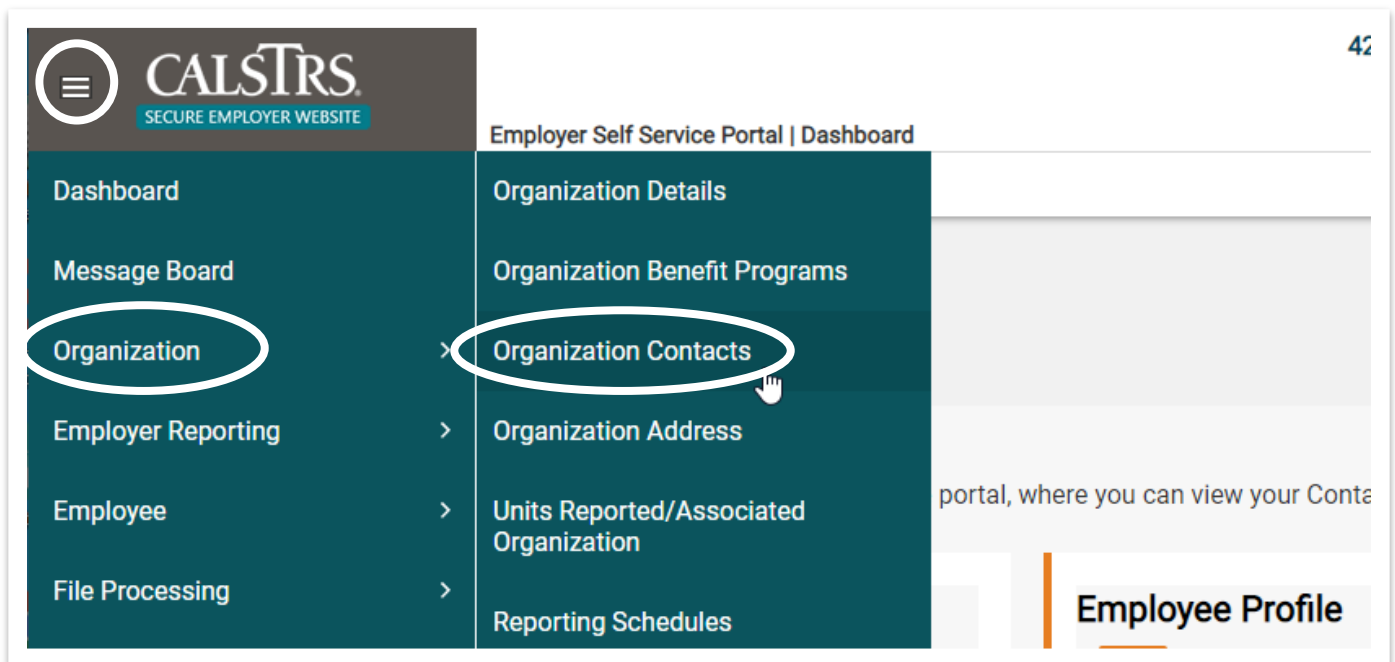 CALSTRS
SECURE EMPLOYER WEBSITE
42
Employer Self Service Portal | Dashboard
Dashboard
Message Board
Organization
Employer Reporting
Employee
File Processing
Organization Details
Organization Benefit Programs
Organization Contacts
Organization Address
Units Reported/Associated
Organization
Reporting Schedules
portal, where you can view your Conta
Employee Profile